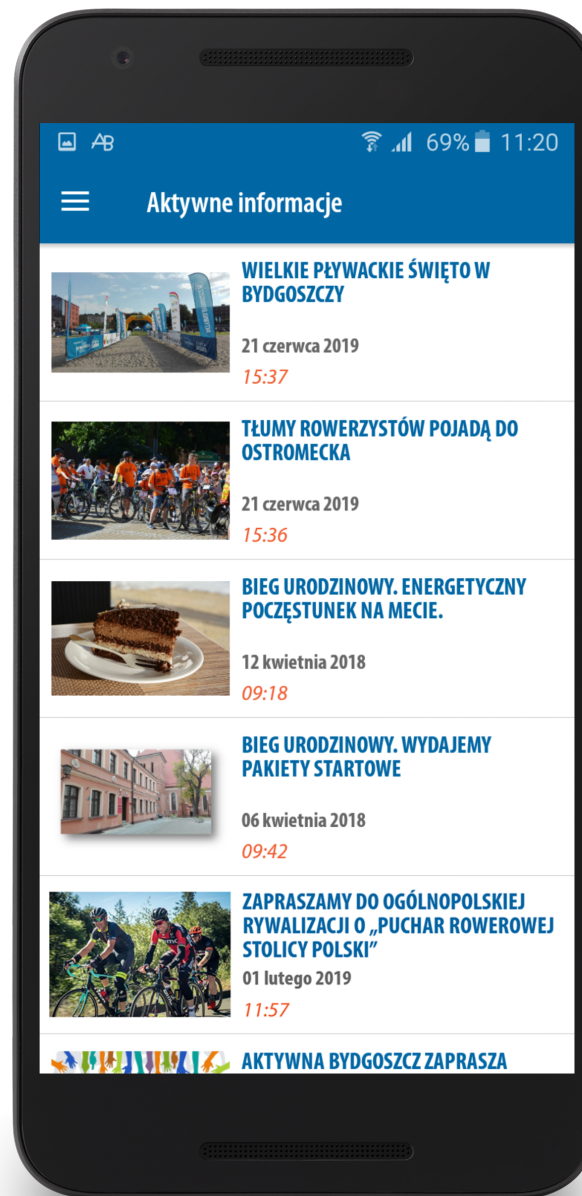 69% 11:20
Aktywne informacje
WIELKIE PŁYWACKIE ŚWIĘTO W
BYDGOSZCZY
21 czerwca 2019
15:37
TŁUMY ROWERZYSTÓW POJADĄ DO
OSTROMECKA
21 czerwca 2019
15:36
BIEG URODZINOWY. ENERGETYCZNY
POCZĘSTUNEK NA MECIE.
12 kwietnia 2018
09:18
BIEG URODZINOWY. WYDAJEMY
PAKIETY STARTOWE
06 kwietnia 2018
09:42
ZAPRASZAMY DO OGÓLNOPOLSKIEJ
RYWALIZACJI O „PUCHAR ROWEROWEJ
STOLICY POLSKI”
01 lutego 2019
11:57
AKTYWNA BYDGOSZCZ ZAPRASZA